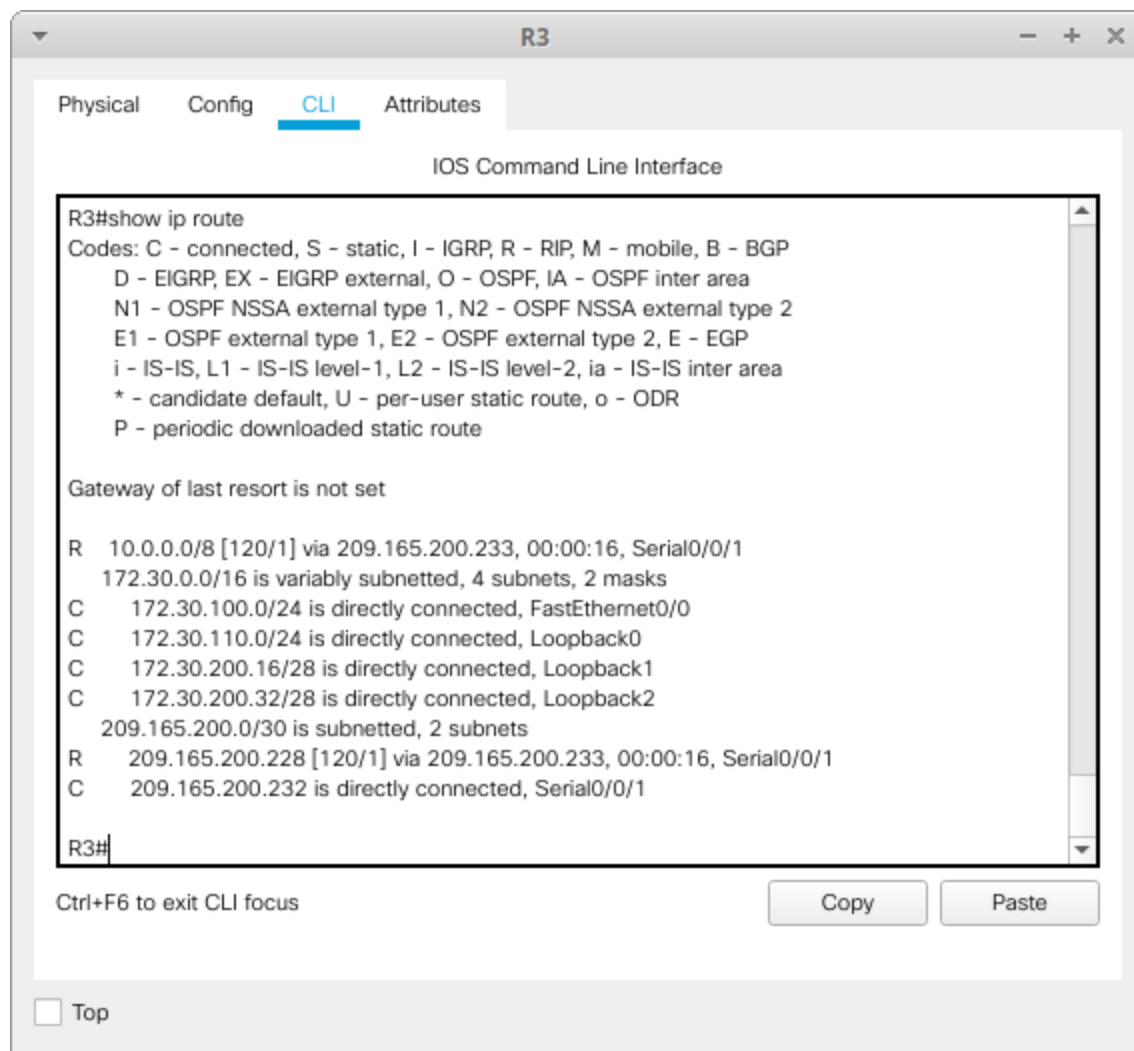 R3
Physical Config CLI Attributes
IOS Command Line Interface
R3#show ip route
Codes: C - connected, S - static, I - IGRP, R - RIP, M - mobile, B - BGP
D - EIGRP, EX - EIGRP external, O - OSPF, IA - OSPF inter area
N1 - OSPF NSSA external type 1, N2 - OSPF NSSA external type 2
E1 - OSPF external type 1, E2 - OSPF external type 2, E - EGP
i - IS-IS, L1 - IS-IS level-1, L2 - IS-IS level-2, ia - IS-IS inter area
* - candidate default, U - per-user static route, o - ODR
P - periodic downloaded static route
Gateway of last resort is not set
R 10.0.0.0/8 [120/1] via 209.165.200.233, 00:00:16, Serial0/0/1
172.30.0.0/16 is variably subnetted, 4 subnets, 2 masks
C 172.30.100.0/24 is directly connected, FastEthernet0/0
C 172.30.110.0/24 is directly connected, Loopback0
C 172.30.200.16/28 is directly connected, Loopback1
C 172.30.200.32/28 is directly connected, Loopback2
209.165.200.0/30 is subnetted, 2 subnets
R 209.165.200.228 [120/1] via 209.165.200.233, 00:00:16, Serial0/0/1
C 209.165.200.232 is directly connected, Serial0/0/1
R3#
Ctrl+F6 to exit CLI focus Copy Paste
Top